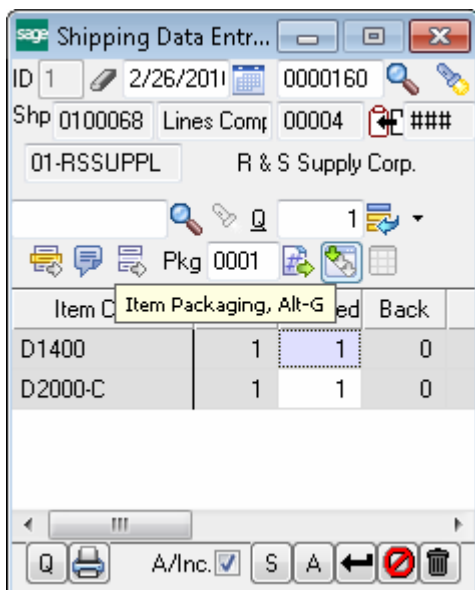 sage Shipping Data Entr...
ID 1 2/26/201 0000160
Shp 0100068 Lines Comp 00004 ###
01-RSSUPPL R & S Supply Corp.
Q 1
Pkg 0001
Item Packaging, Alt-G
Item C ed Back
D1400 1 1 0
D2000-C 1 1 0
Q A/Inc. S A